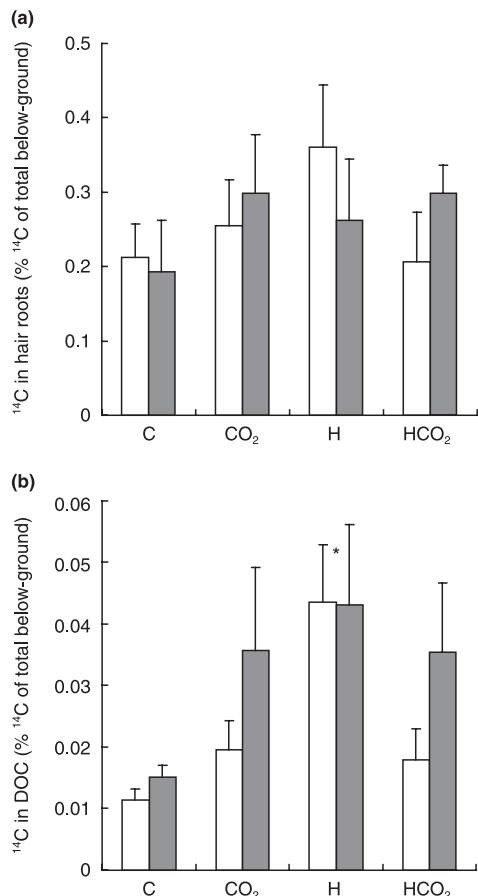 (a)
¹⁴C in hair roots (% ¹⁴C of total below-ground)
0.5
0.4
0.3
0.2
0.1
0
C CO₂ H HCO₂
(b)
¹⁴C in DOC (% ¹⁴C of total below-ground)
0.06
0.05
0.04
0.03
0.02
0.01
0
*
C CO₂ H HCO₂